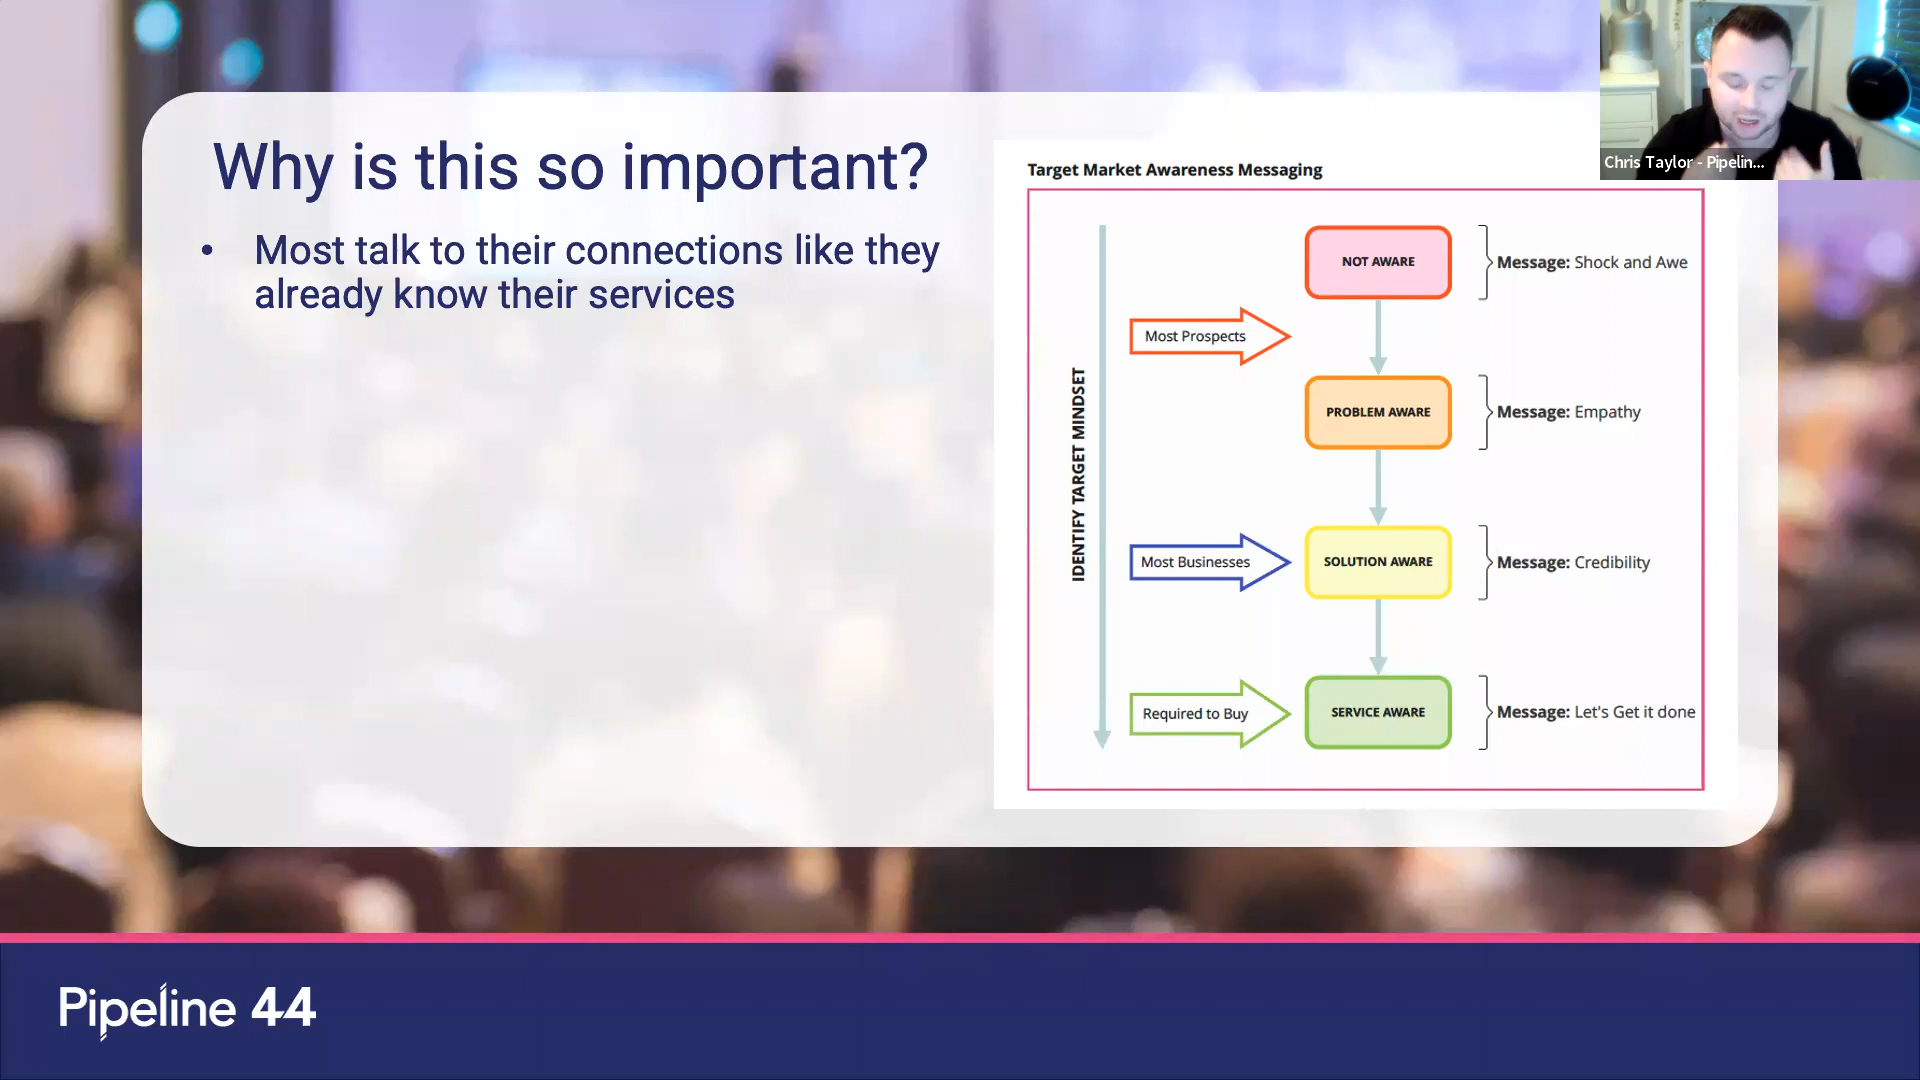 Why is this so important?
• Most talk to their connections like they
already know their services
Target Market Awareness Messaging
IDENTIFY TARGET MINDSET
NOT AWARE
Message: Shock and Awe
Most Prospects
PROBLEM AWARE
Message: Empathy
Most Businesses
SOLUTION AWARE
Message: Credibility
Required to Buy
SERVICE AWARE
Message: Let's Get it done
Chris Taylor - Pipelin...
Pipeline 44